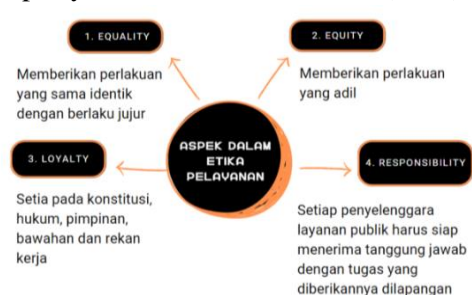 1. EQUALITY
Memberikan perlakuan
yang sama identik
dengan berlaku jujur
2. EQUITY
Memberikan perlakuan
yang adil
ASPEK DALAM
ETIKA
PELAYANAN
3. LOYALTY
Setia pada konstitusi,
hukum, pimpinan,
bawahan dan rekan
kerja
4. RESPONSIBILITY
Setiap penyelenggara
layanan publik harus siap
menerima tanggung jawab
dengan tugas yang
diberikannya dilapangan